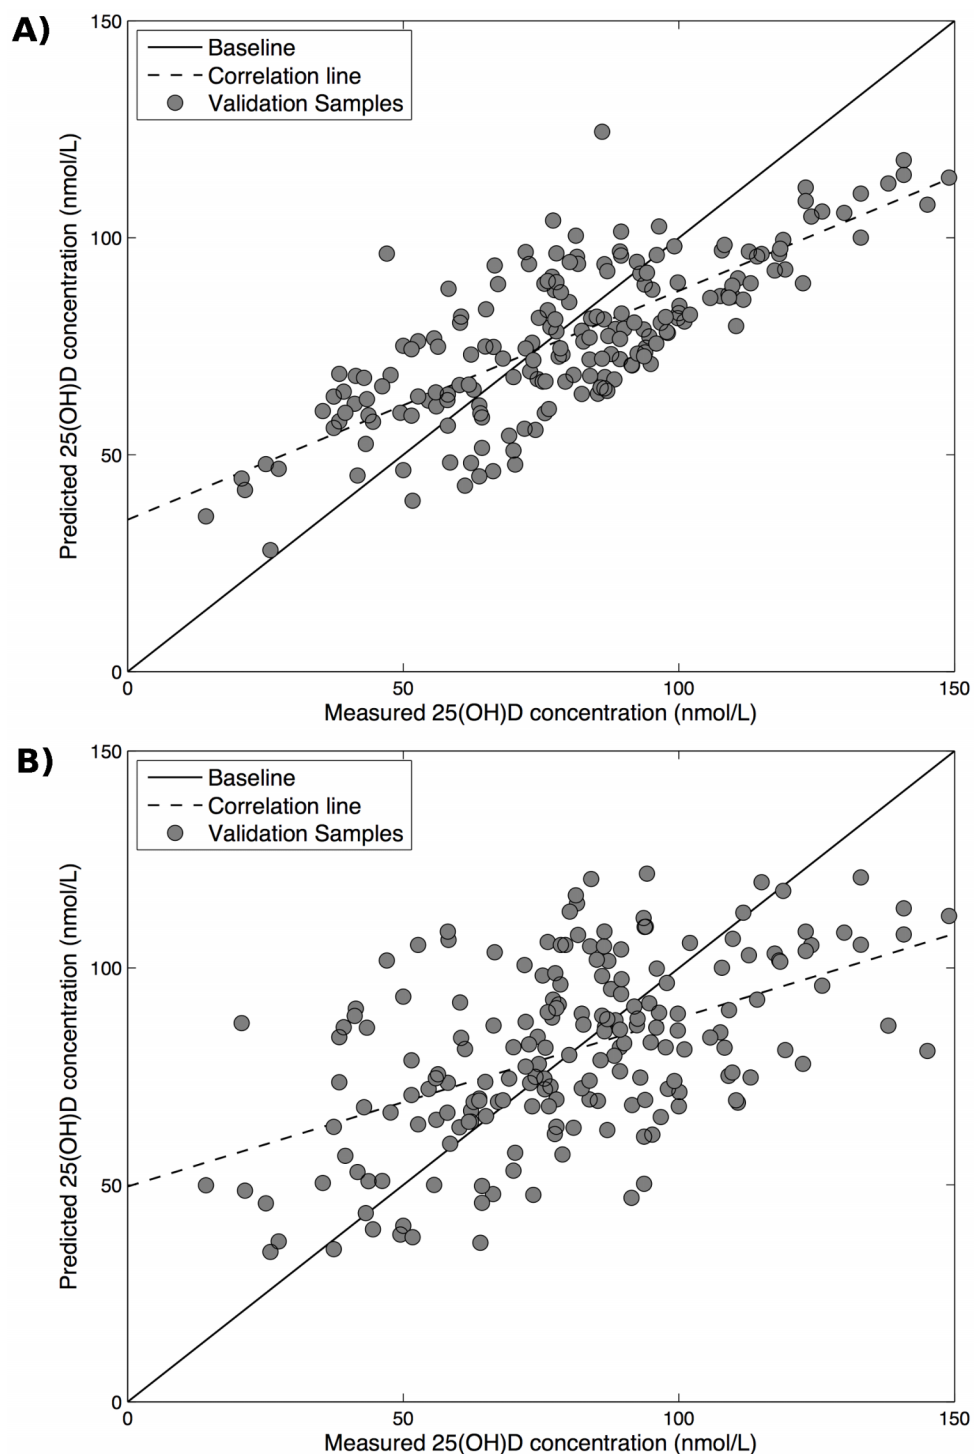 A)
150
Baseline
Correlation line
Validation Samples
100
Predicted 25(OH)D concentration (nmol/L)
50
0
0 50 100 150
Measured 25(OH)D concentration (nmol/L)
B)
150
Baseline
Correlation line
Validation Samples
100
Predicted 25(OH)D concentration (nmol/L)
50
0
0 50 100 150
Measured 25(OH)D concentration (nmol/L)